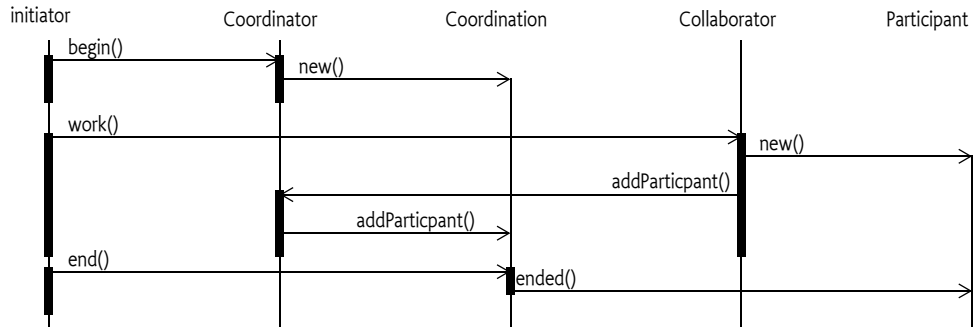 initiator
Coordinator
Coordination
Collaborator
Participant
begin()
new()
work()
new()
addParticpant()
addParticpant()
end()
ended()